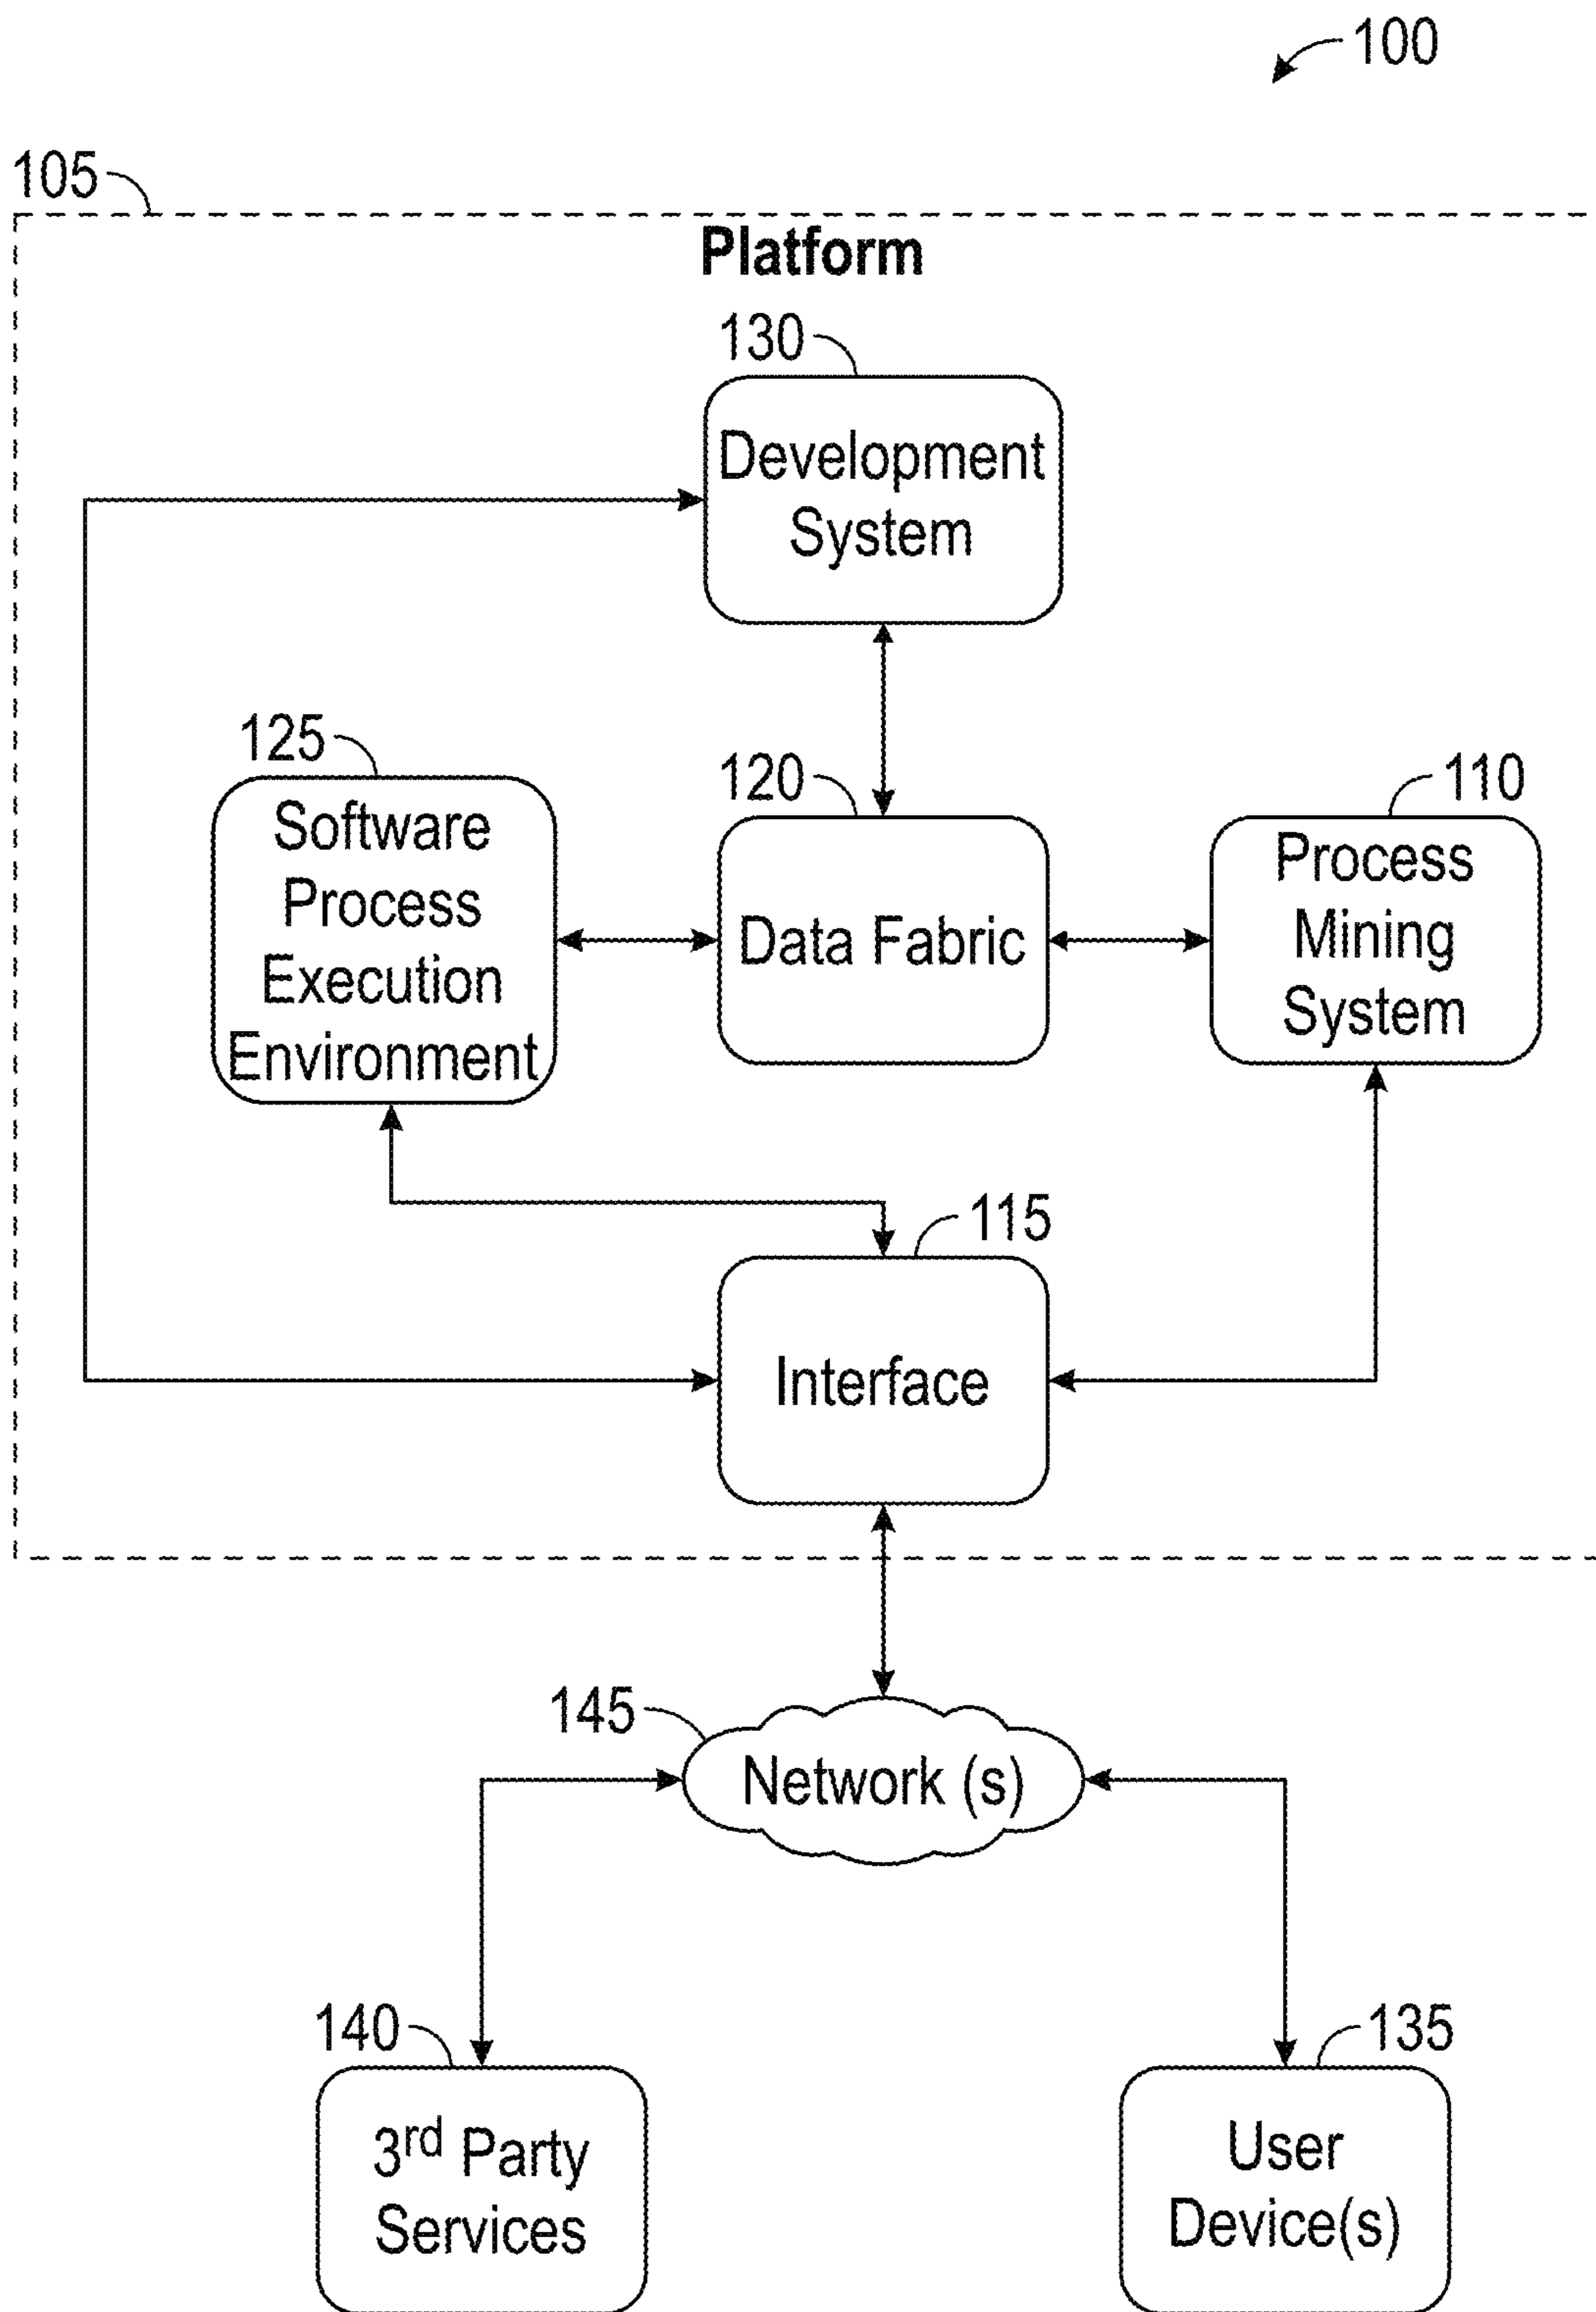 100
105
Platform
130
Development
System
125
Software
Process
Execution
Environment
120
Data Fabric
110
Process
Mining
System
115
Interface
145
Network (s)
140
3rd Party
Services
135
User
Device(s)